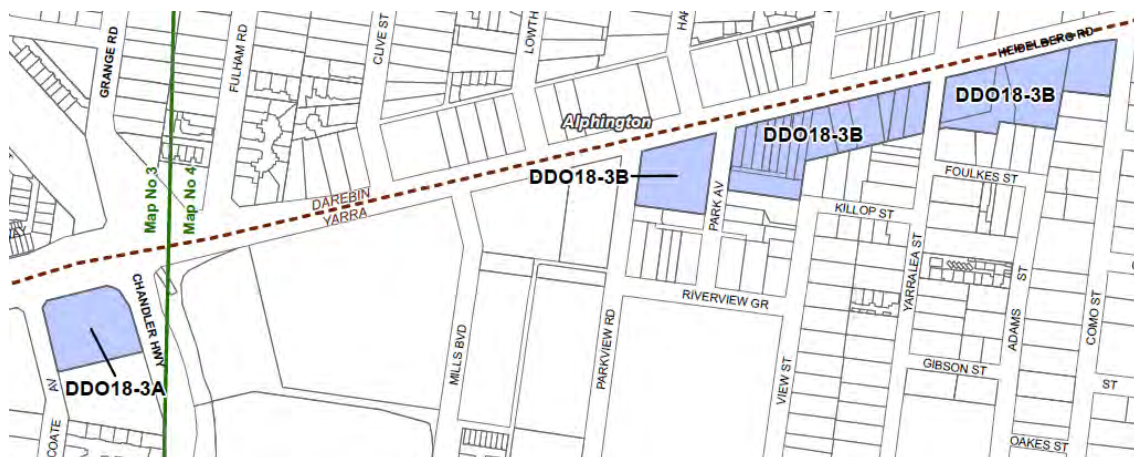 GRANGE RD
FULHAM RD
CLIVE ST
LOWTH
HAR
HEIDELBERG RD
DDO18-3B
Alphington
DDO18-3B
DDO18-3B
Map No 3
Map No 4
DAREBIN
YARRA
FOULKES ST
KILLOP ST
PARK AV
YARRALEA ST
ADAMS ST
COMO ST
CHANDLER HWY
RIVERVIEW GR
MILLS BVD
PARKVIEW RD
VIEW ST
GIBSON ST
ST
DDO18-3A
COATE AV
OAKES ST